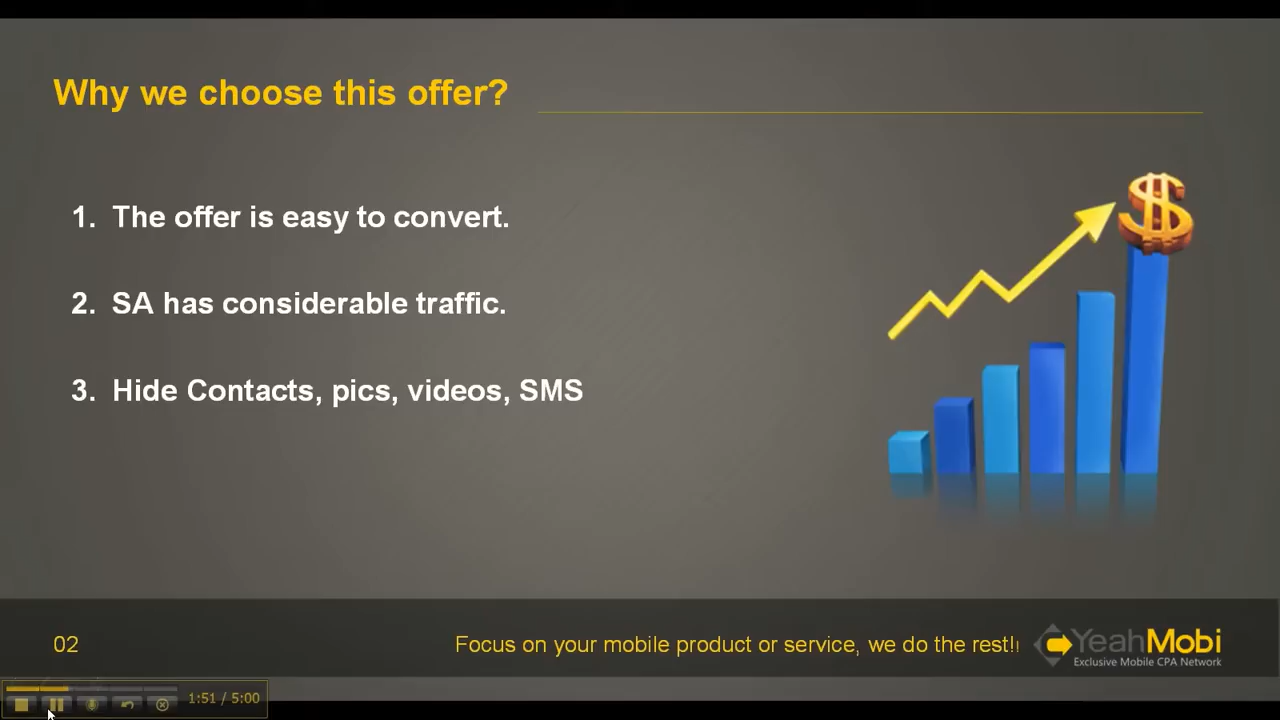 Why we choose this offer?
1. The offer is easy to convert.
2. SA has considerable traffic.
3. Hide Contacts, pics, videos, SMS
02
Focus on your mobile product or service, we do the rest!!
YeahMobi
Exclusive Mobile CPA Network
1:51 / 5:00